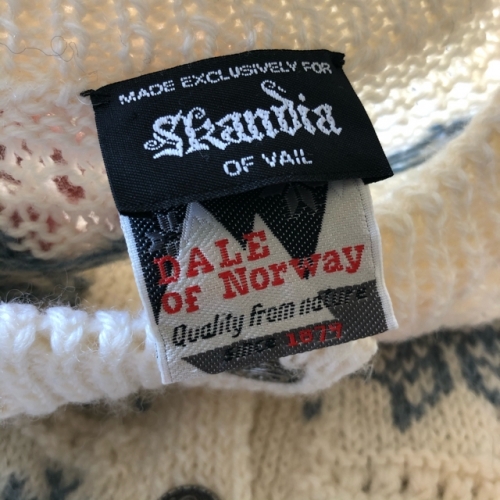 MADE EXCLUSIVELY FOR
Skandia
OF VAIL
DALE
of Norway
Quality from nature
since 1879